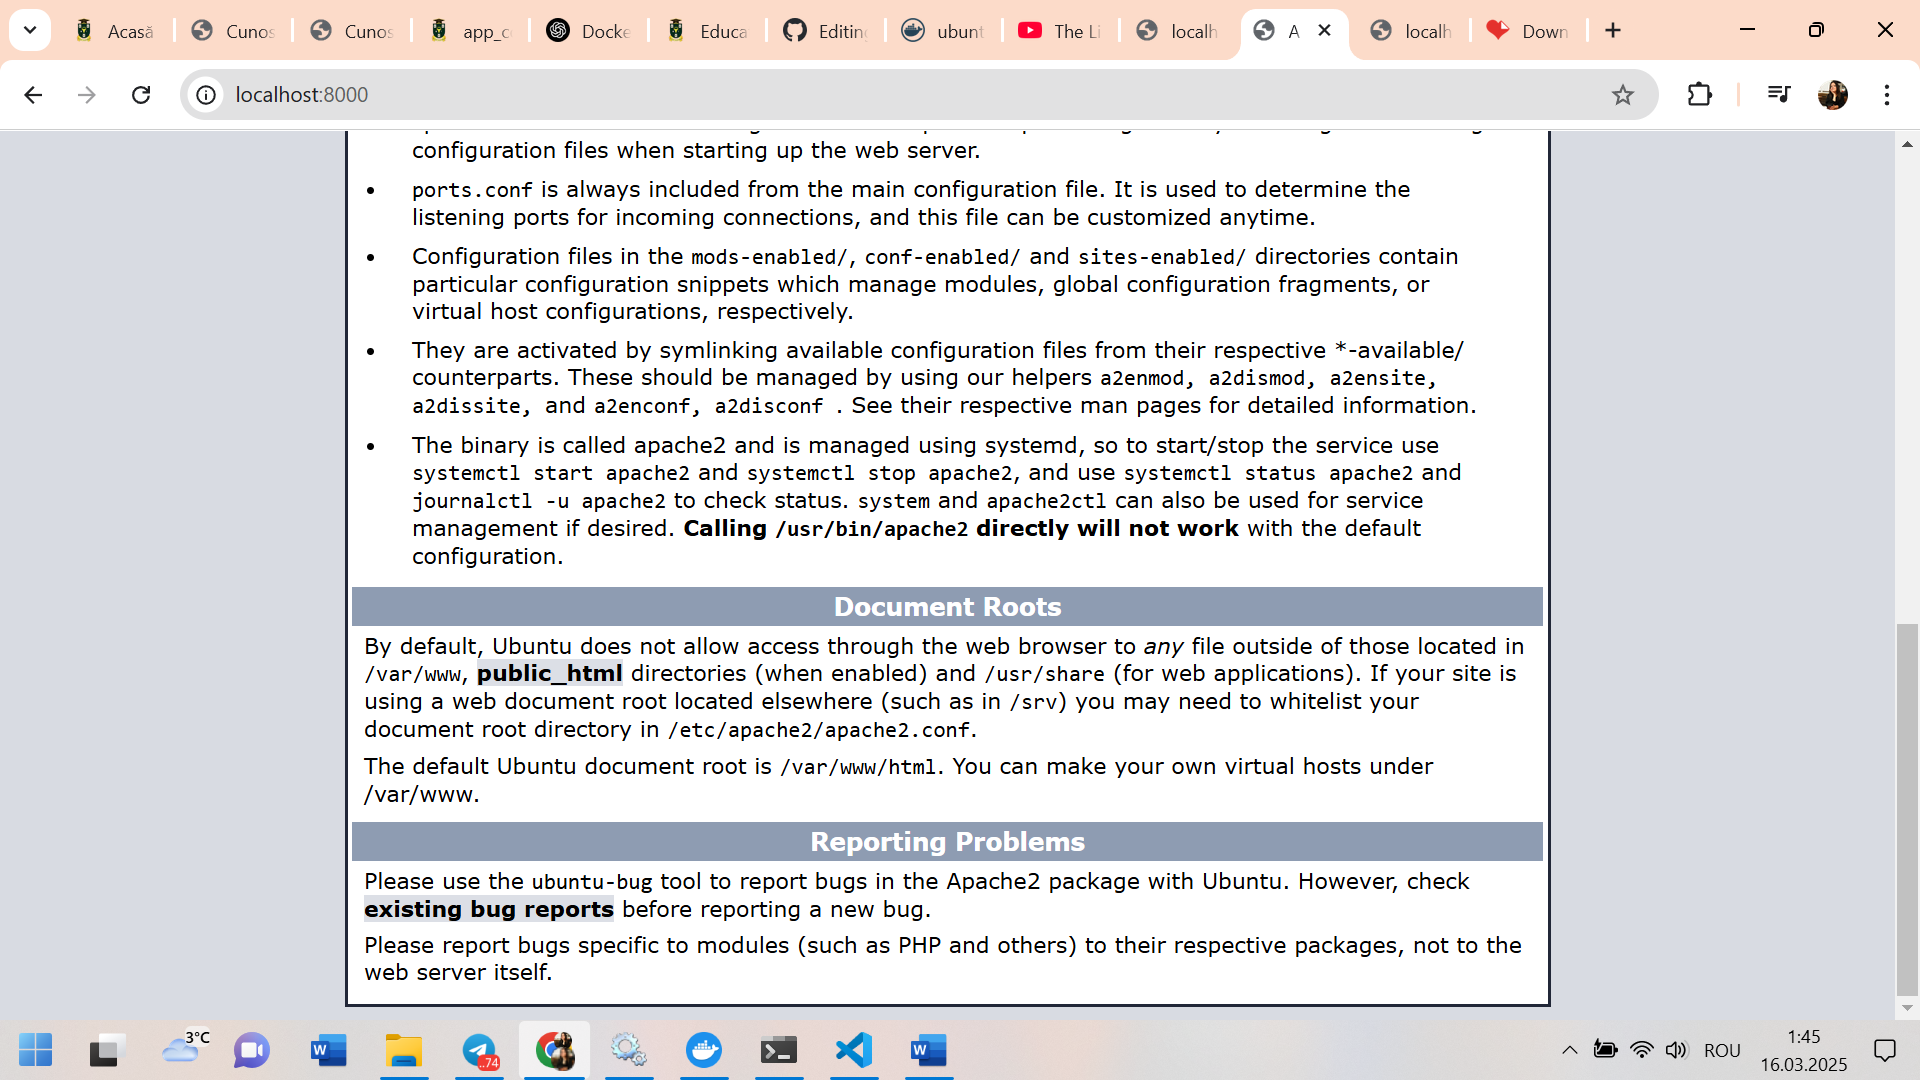 Acasă
Cunos
Cunos
app_c
Docke
Educa
Editin
ubunt
The Li
localh
A
localh
Down
localhost:8000
configuration files when starting up the web server.
ports.conf is always included from the main configuration file. It is used to determine the
listening ports for incoming connections, and this file can be customized anytime.
Configuration files in the mods-enabled/, conf-enabled/ and sites-enabled/ directories contain
particular configuration snippets which manage modules, global configuration fragments, or
virtual host configurations, respectively.
They are activated by symlinking available configuration files from their respective *-available/
counterparts. These should be managed by using our helpers a2enmod, a2dismod, a2ensite,
a2dissite, and a2enconf, a2disconf . See their respective man pages for detailed information.
The binary is called apache2 and is managed using systemd, so to start/stop the service use
systemctl start apache2 and systemctl stop apache2, and use systemctl status apache2 and
journalctl -u apache2 to check status. system and apache2ctl can also be used for service
management if desired. Calling /usr/bin/apache2 directly will not work with the default
configuration.
Document Roots
By default, Ubuntu does not allow access through the web browser to any file outside of those located in
/var/www, public_html directories (when enabled) and /usr/share (for web applications). If your site is
using a web document root located elsewhere (such as in /srv) you may need to whitelist your
document root directory in /etc/apache2/apache2.conf.
The default Ubuntu document root is /var/www/html. You can make your own virtual hosts under
/var/www.
Reporting Problems
Please use the ubuntu-bug tool to report bugs in the Apache2 package with Ubuntu. However, check
existing bug reports before reporting a new bug.
Please report bugs specific to modules (such as PHP and others) to their respective packages, not to the
web server itself.
3°C
..74
ROU
1:45
16.03.2025